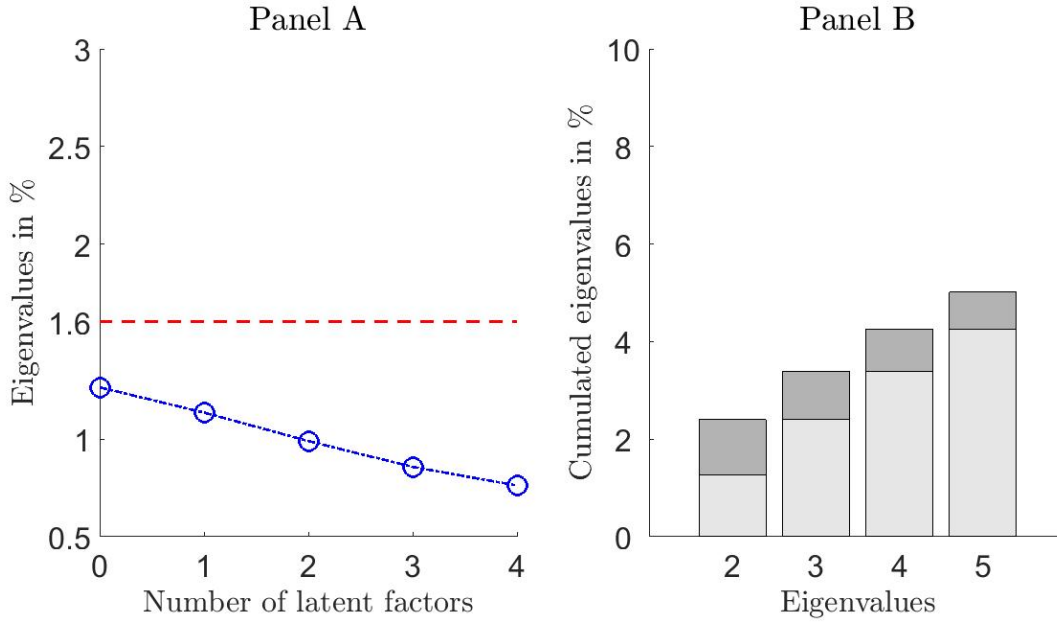 Panel A
Eigenvalues in %
3
2.5
2
1.6
1
0.5
0 1 2 3 4
Number of latent factors
Panel B
Cumulated eigenvalues in %
10
8
6
4
2
0
2 3 4 5
Eigenvalues